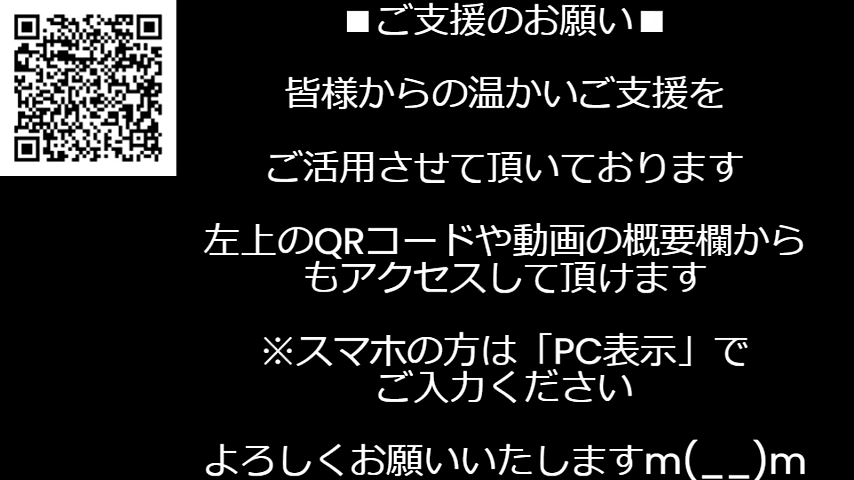 ■ご支援のお願い■
皆様からの温かいご支援を
ご活用させて頂いております
左上のQRコードや動画の概要欄から
もアクセスして頂けます
※スマホの方は「PC表示」で
ご入力ください
よろしくお願いいたしますm(__)m